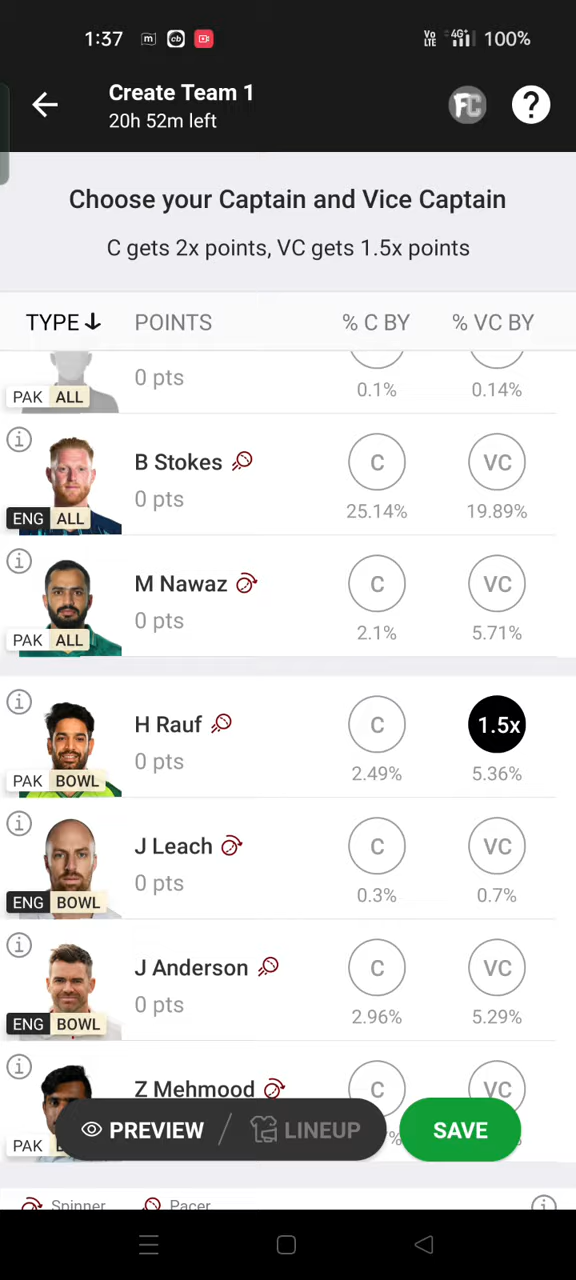 1:37 m cb Vo LTE 4G+ 100%
Create Team 1
20h 52m left
FC ?
Choose your Captain and Vice Captain
C gets 2x points, VC gets 1.5x points
TYPE↓ POINTS % C BY % VC BY
0 pts
PAK ALL 0.1% 0.14%
B Stokes C VC
0 pts
ENG ALL 25.14% 19.89%
M Nawaz C VC
0 pts
PAK ALL 2.1% 5.71%
H Rauf C 1.5x
0 pts
PAK BOWL 2.49% 5.36%
J Leach C VC
0 pts
ENG BOWL 0.3% 0.7%
J Anderson C VC
0 pts
ENG BOWL 2.96% 5.29%
Z Mehmood C VC
PAK
PREVIEW / LINEUP SAVE
Spinner Pacer